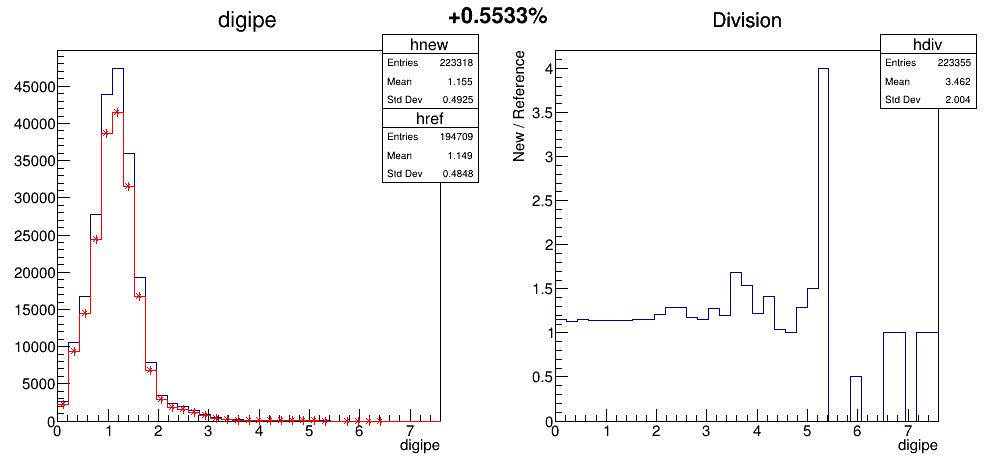 digipe
+0.5533%
Division
hnew
Entries 223318
Mean 1.155
Std Dev 0.4925
href
Entries 194709
Mean 1.149
Std Dev 0.4848
45000
40000
35000
30000
25000
20000
15000
10000
5000
0
0 1 2 3 4 5 6 7
digipe
hdiv
Entries 223355
Mean 3.462
Std Dev 2.004
New / Reference
4
3.5
3
2.5
2
1.5
1
0.5
0
0 1 2 3 4 5 6 7
digipe